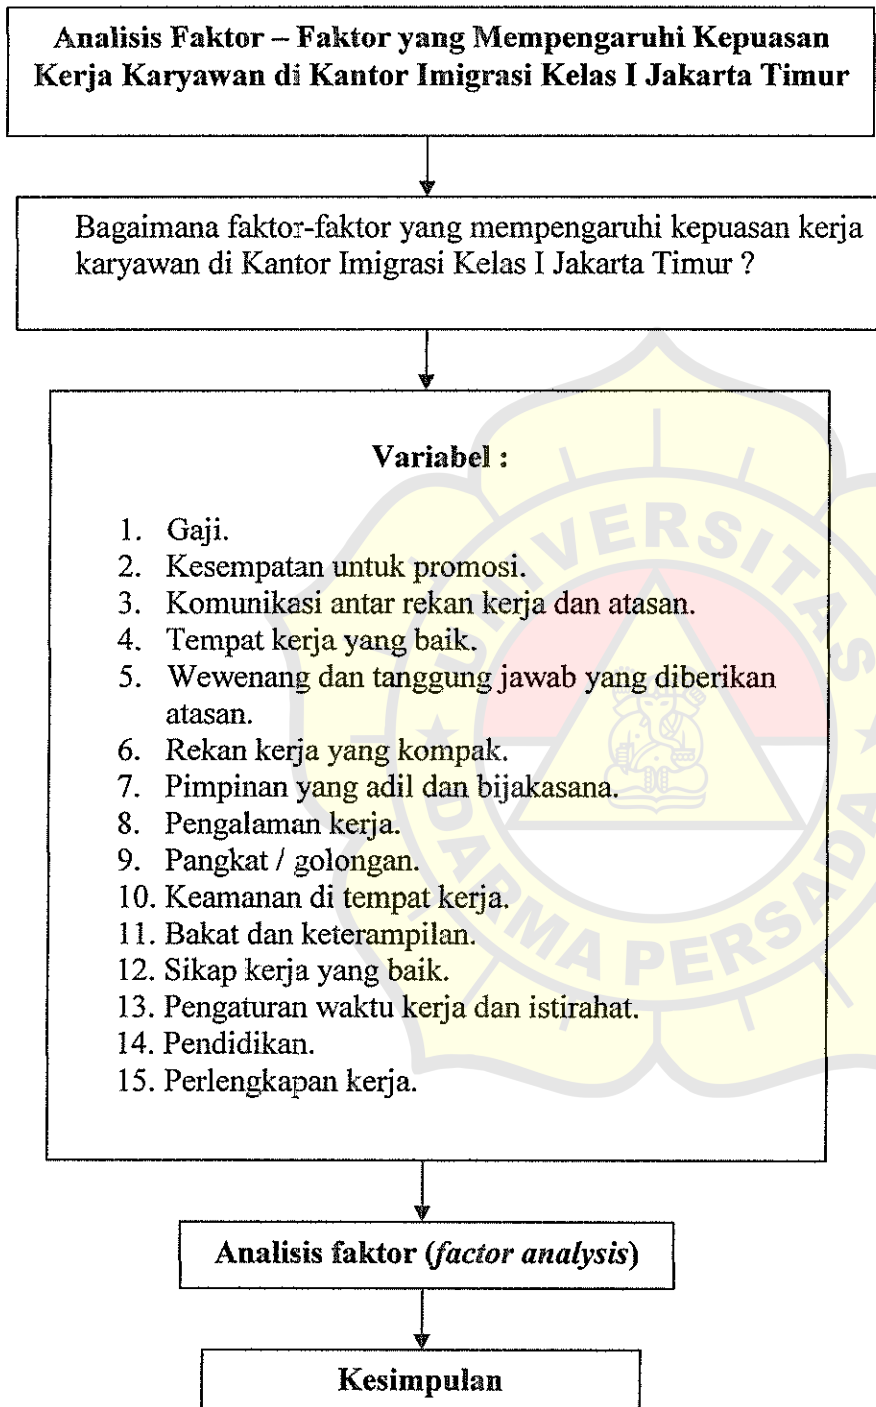 Analisis Faktor – Faktor yang Mempengaruhi Kepuasan
Kerja Karyawan di Kantor Imigrasi Kelas I Jakarta Timur
Bagaimana faktor-faktor yang mempengaruhi kepuasan kerja
karyawan di Kantor Imigrasi Kelas I Jakarta Timur ?
Variabel :
1. Gaji.
2. Kesempatan untuk promosi.
3. Komunikasi antar rekan kerja dan atasan.
4. Tempat kerja yang baik.
5. Wewenang dan tanggung jawab yang diberikan
atasan.
6. Rekan kerja yang kompak.
7. Pimpinan yang adil dan bijakasana.
8. Pengalaman kerja.
9. Pangkat / golongan.
10. Keamanan di tempat kerja.
11. Bakat dan keterampilan.
12. Sikap kerja yang baik.
13. Pengaturan waktu kerja dan istirahat.
14. Pendidikan.
15. Perlengkapan kerja.
Analisis faktor (factor analysis)
Kesimpulan
UNIVERSITAS
DARMA PERSADA